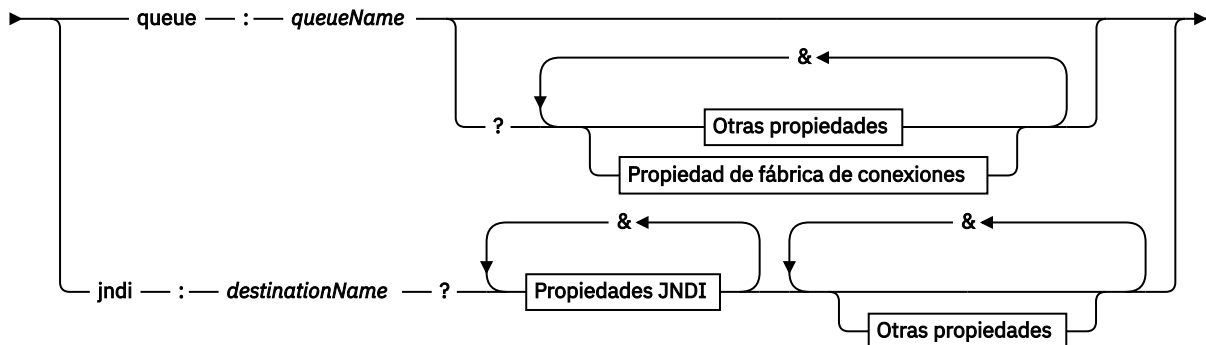 queue : queueName
&
? Otras propiedades
Propiedad de fábrica de conexiones
& &
jndi : destinationName ? Propiedades JNDI
Otras propiedades